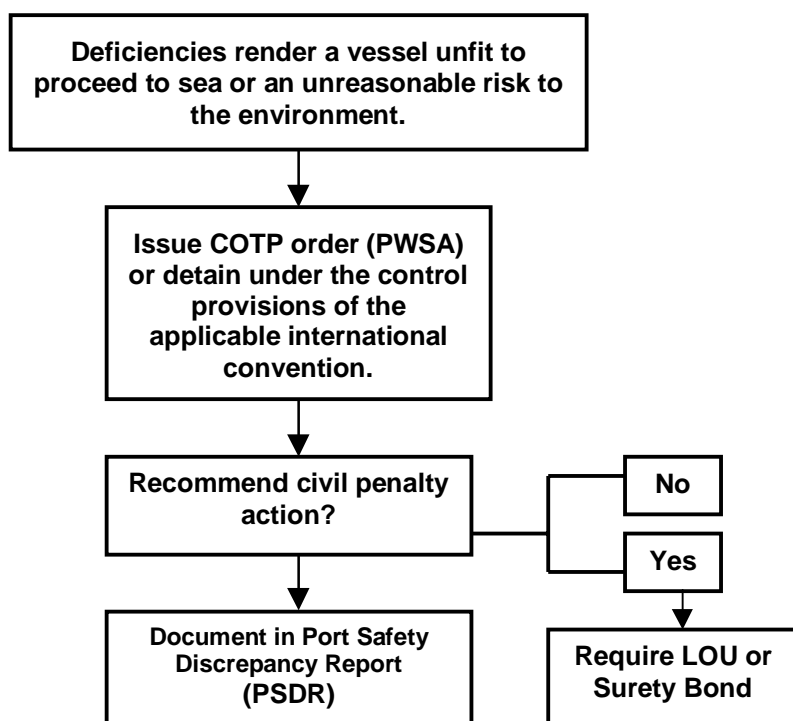 Deficiencies render a vessel unfit to
proceed to sea or an unreasonable risk to
the environment.
Issue COTP order (PWSA)
or detain under the control
provisions of the
applicable international
convention.
Recommend civil penalty
action?
No
Yes
Document in Port Safety
Discrepancy Report
(PSDR)
Require LOU or
Surety Bond